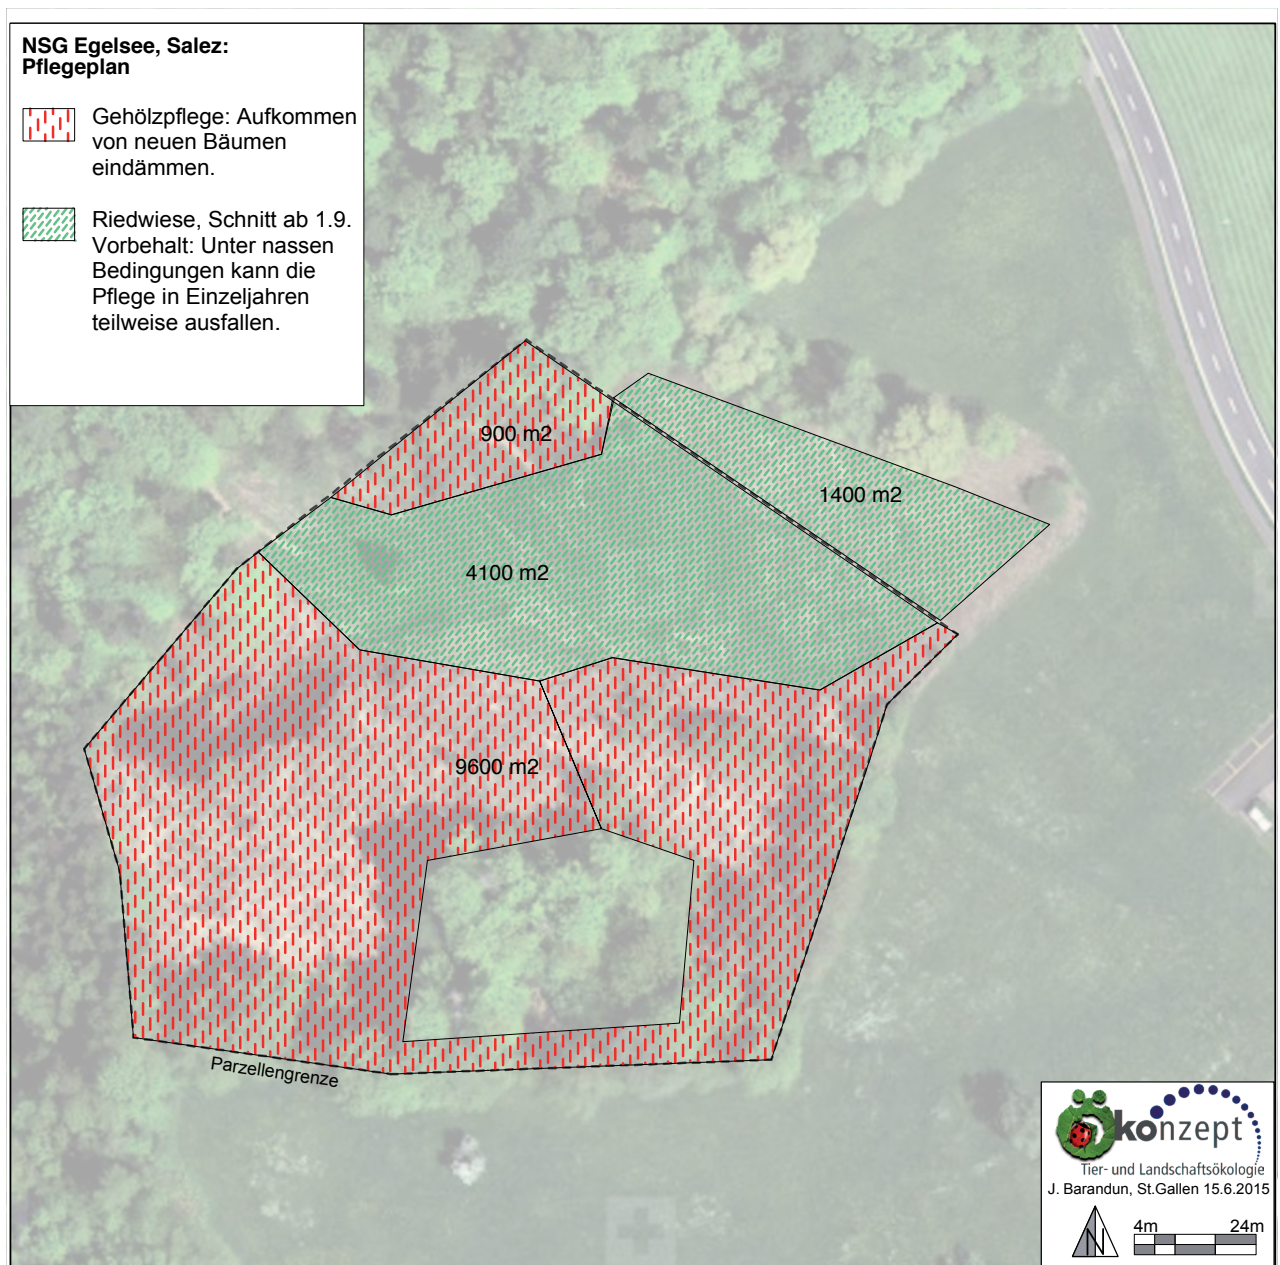 NSG Egelsee, Salez:
Pflegeplan
Gehölzpflege: Aufkommen
von neuen Bäumen
eindämmen.
Riedwiese, Schnitt ab 1.9.
Vorbehalt: Unter nassen
Bedingungen kann die
Pflege in Einzeljahren
teilweise ausfallen.
900 m2
1400 m2
4100 m2
9600 m2
Parzellengrenze
Ökonzept
Tier- und Landschaftsökologie
J. Barandun, St.Gallen 15.6.2015
N
4m 24m